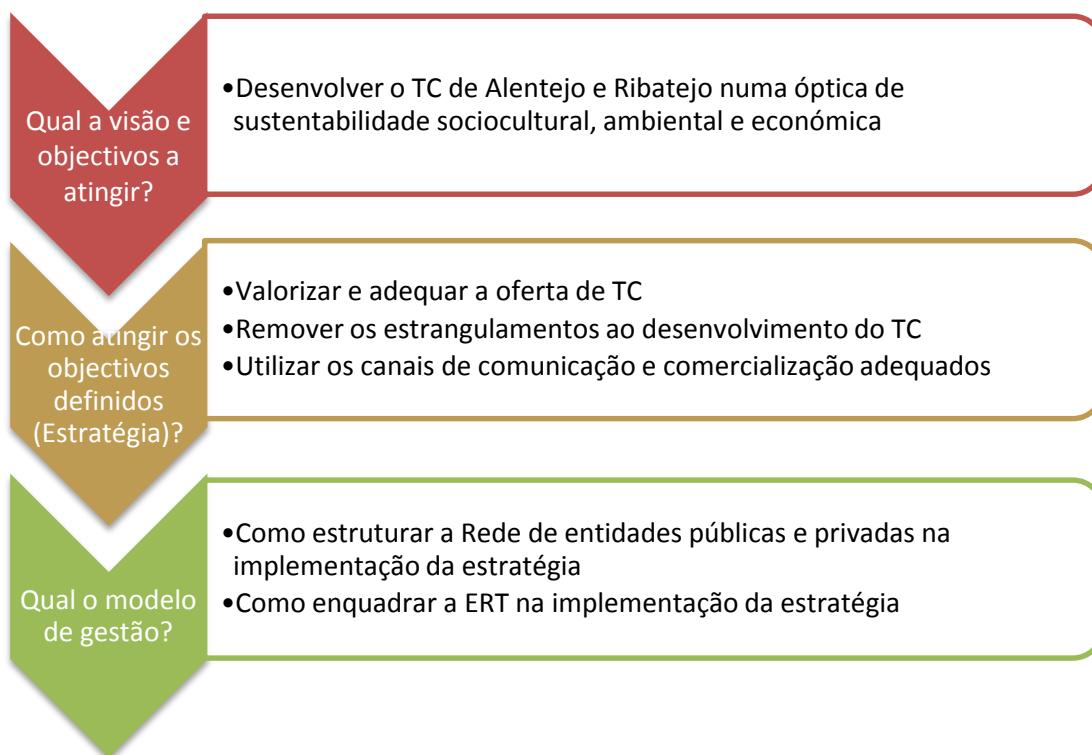 Qual a visão e
objectivos a
atingir?
•Desenvolver o TC de Alentejo e Ribatejo numa óptica de
sustentabilidade sociocultural, ambiental e económica
Como atingir os
objectivos
definidos
(Estratégia)?
•Valorizar e adequar a oferta de TC
•Remover os estrangulamentos ao desenvolvimento do TC
•Utilizar os canais de comunicação e comercialização adequados
Qual o modelo
de gestão?
•Como estruturar a Rede de entidades públicas e privadas na
implementação da estratégia
•Como enquadrar a ERT na implementação da estratégia